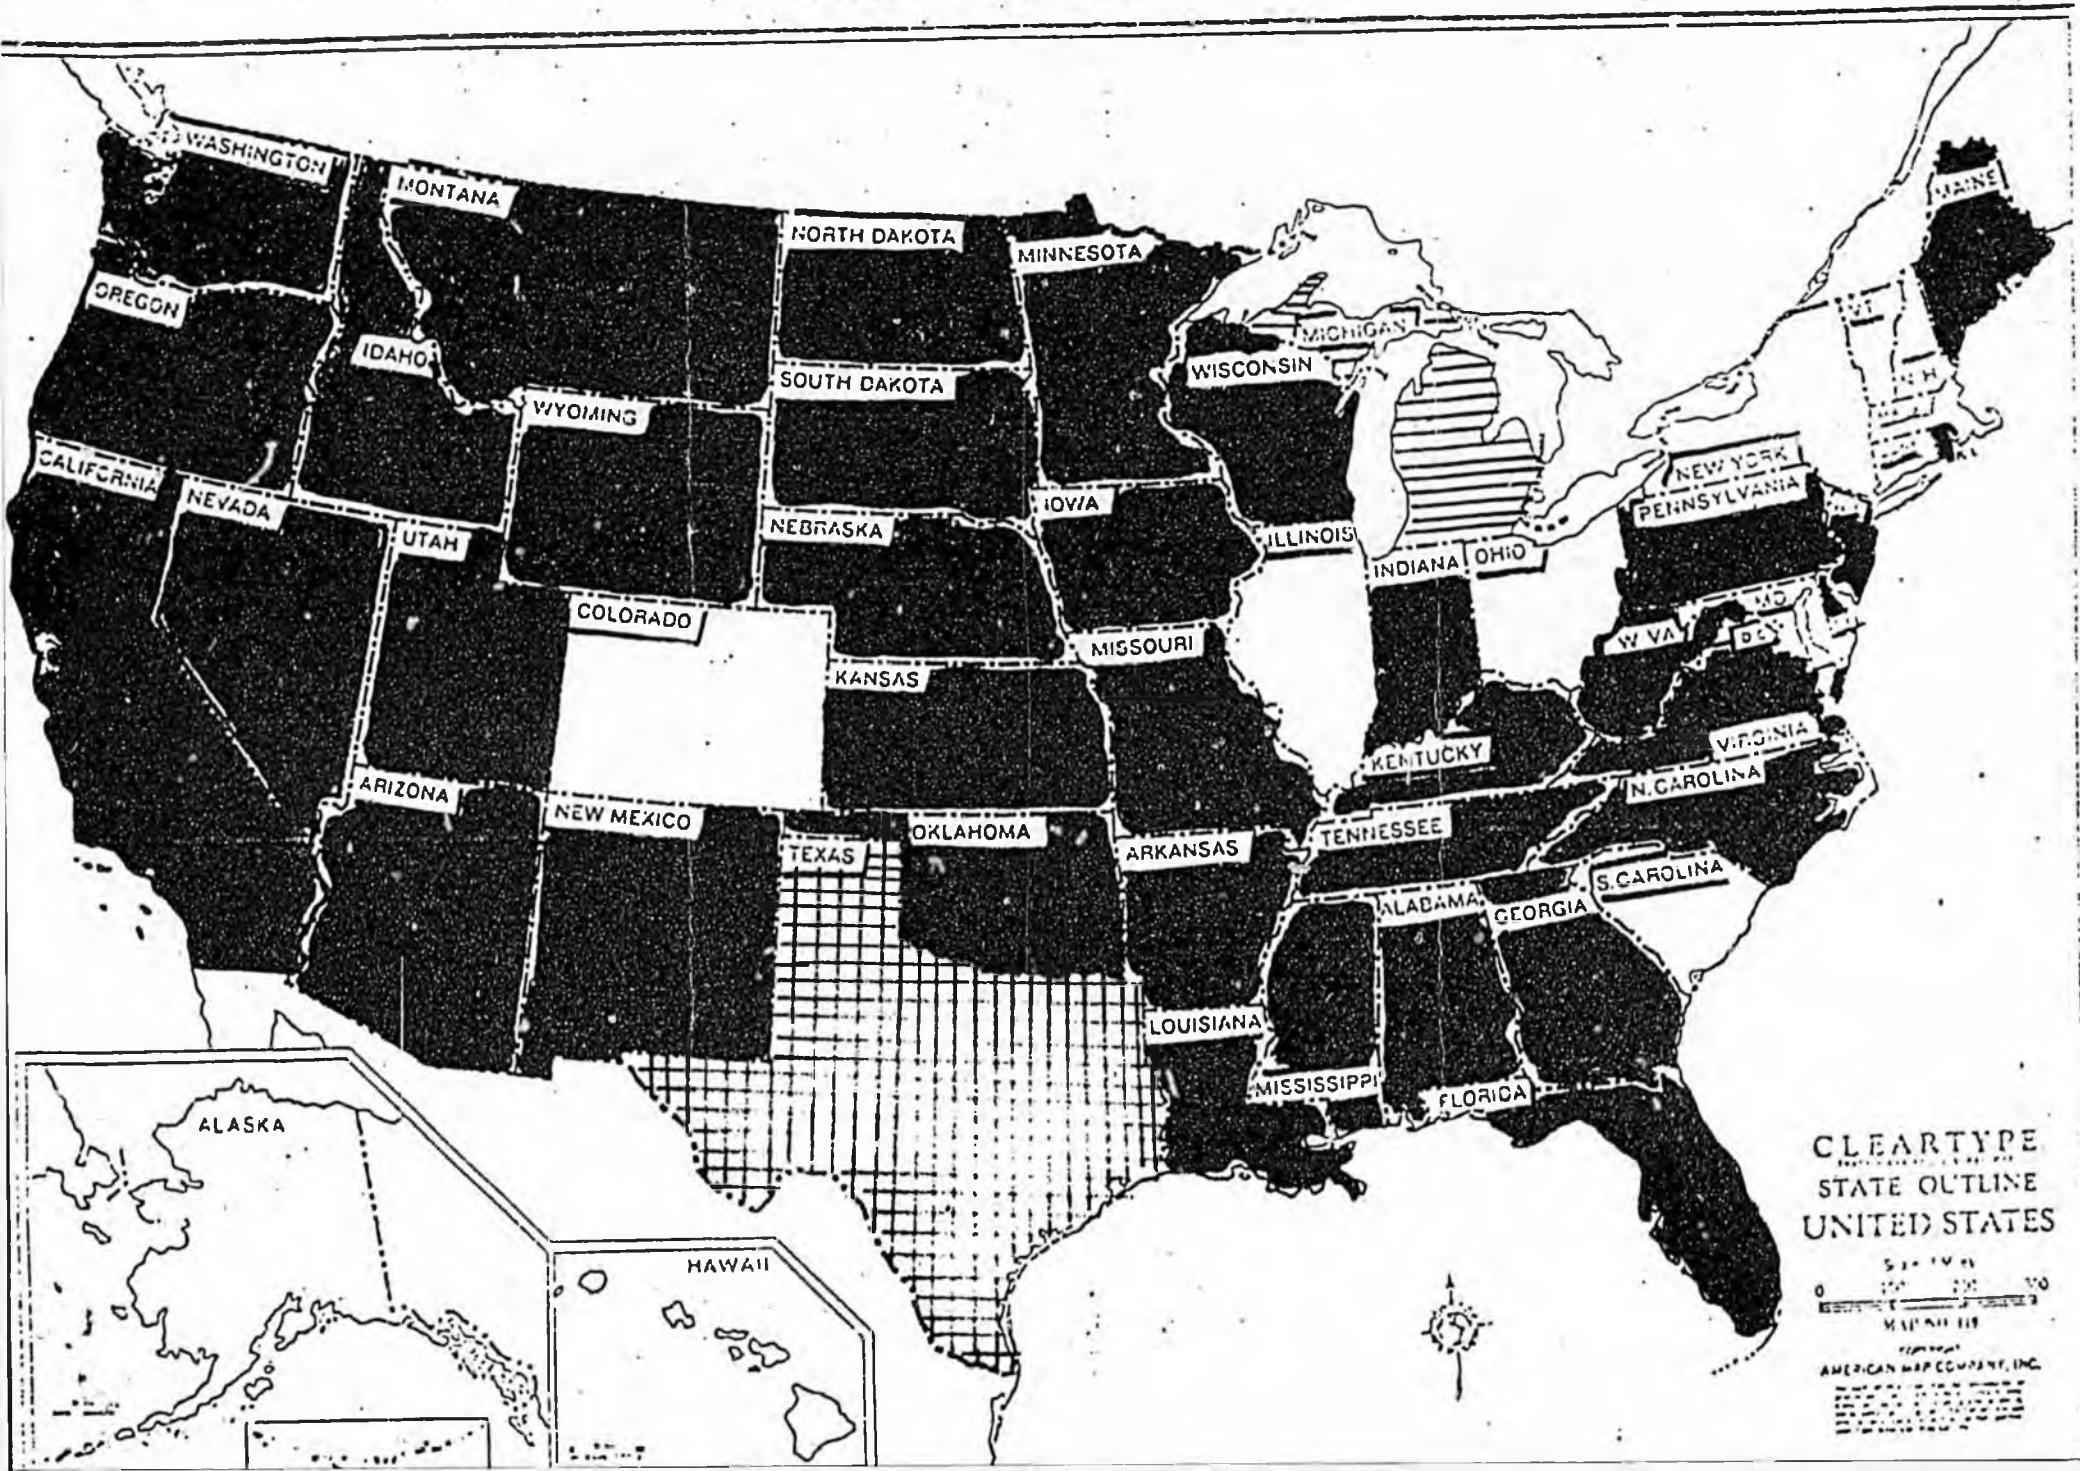 WASHINGTON
MONTANA
NORTH DAKOTA
MINNESOTA
MAINE
OREGON
IDAHO
VT.
MICHIGAN
WISCONSIN
SOUTH DAKOTA
WYOMING
N.H.
CALIFORNIA
NEVADA
UTAH
NEBRASKA
IOWA
NEW YORK
PENNSYLVANIA
ILLINOIS
INDIANA
OHIO
COLORADO
MISSOURI
MD.
W. VA.
KANSAS
KENTUCKY
VIRGINIA
ARIZONA
NEW MEXICO
N. CAROLINA
TEXAS
OKLAHOMA
ARKANSAS
TENNESSEE
S. CAROLINA
ALABAMA
GEORGIA
LOUISIANA
MISSISSIPPI
FLORIDA
ALASKA
HAWAII
CLEARTYPE
STATE OUTLINE
UNITED STATES
0
AMERICAN MAP COMPANY, INC.